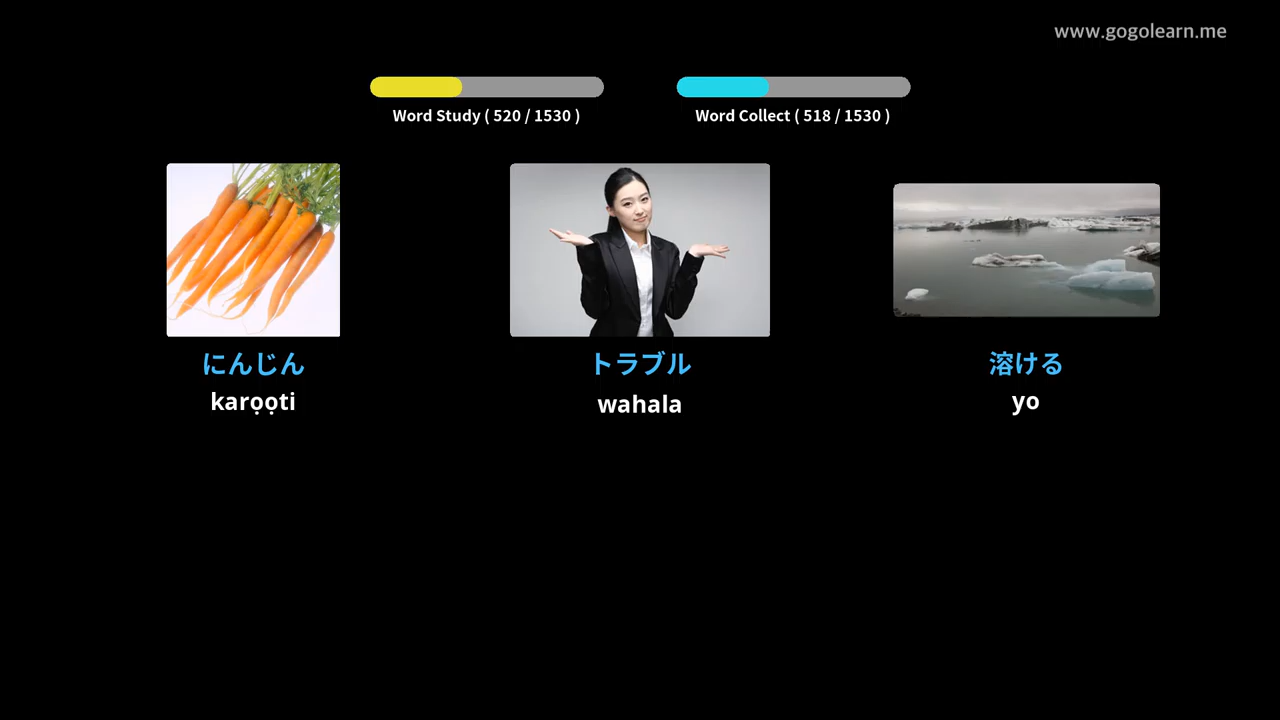 www.gogolearn.me
Word Study ( 520 / 1530 )
Word Collect ( 518 / 1530 )
にんじん
karọọti
トラブル
wahala
溶ける
yo